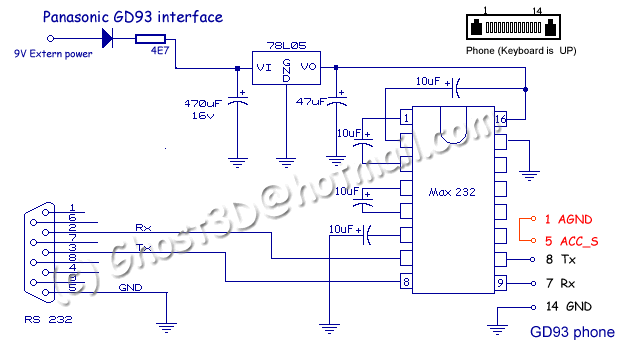 Panasonic GD93 interface
1 14
9V Extern power
4E7
78L05
VI GND VO
Phone (Keyboard is UP)
10uF
470uF
16v
47uF
1 16
10uF
Max 232
10uF
10uF
1
6
2 Rx
7
3 Tx
8
4
9
5 GND
8 9
RS 232
1 AGND
5 ACC_S
8 Tx
7 Rx
14 GND
GD93 phone
(c) Ghost3D@hotmail.com